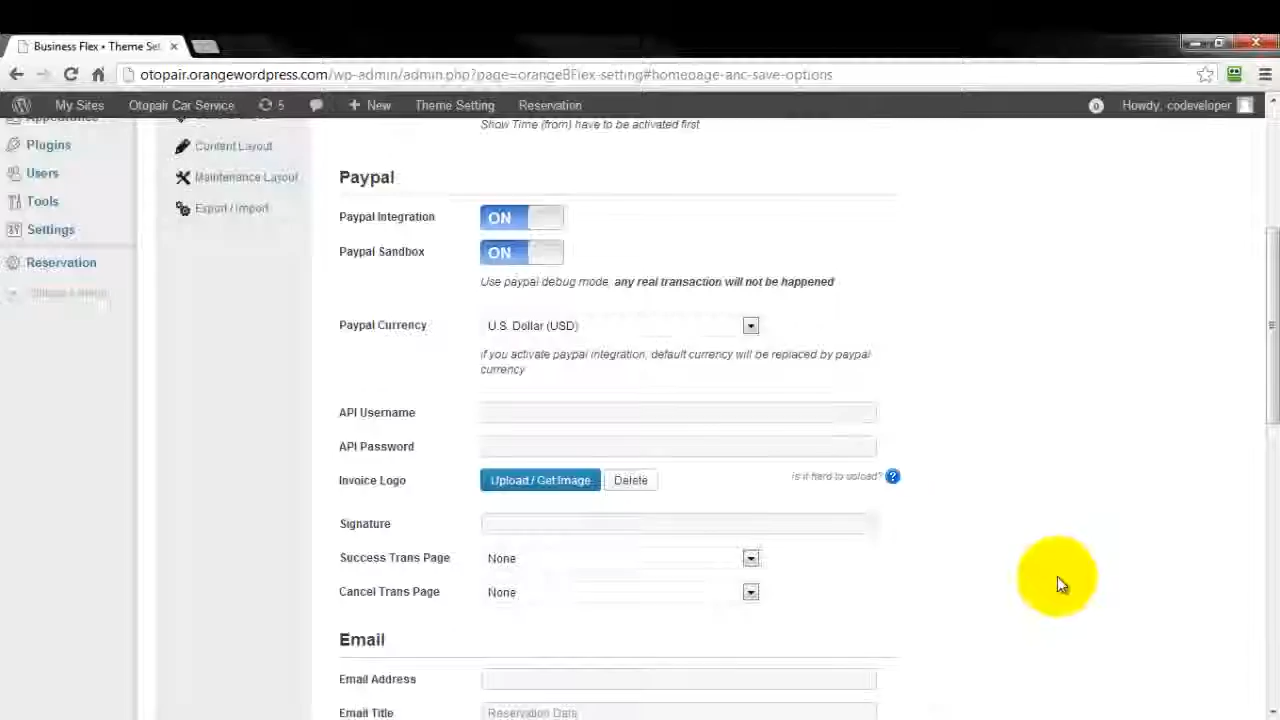 Business Flex • Theme Set
otopair.orangewordpress.com/wp-admin/admin.php?page=orangeBFlex-setting#homepage-anc-save-options
My Sites Otopair Car Service 5 + New Theme Setting Reservation 0 Howdy, codeveloper
Appearance
Plugins
Users
Tools
Settings
Reservation
Content Layout
Maintenance Layout
Export / Import
Show Time (from) have to be activated first
Paypal
Paypal Integration ON
Paypal Sandbox ON
Use paypal debug mode, any real transaction will not be happened
Paypal Currency U.S. Dollar (USD)
if you activate paypal integration, default currency will be replaced by paypal
currency
API Username
API Password
Invoice Logo Upload / Get Image Delete is it hard to upload? ?
Signature
Success Trans Page None
Cancel Trans Page None
Email
Email Address
Email Title Reservation Data